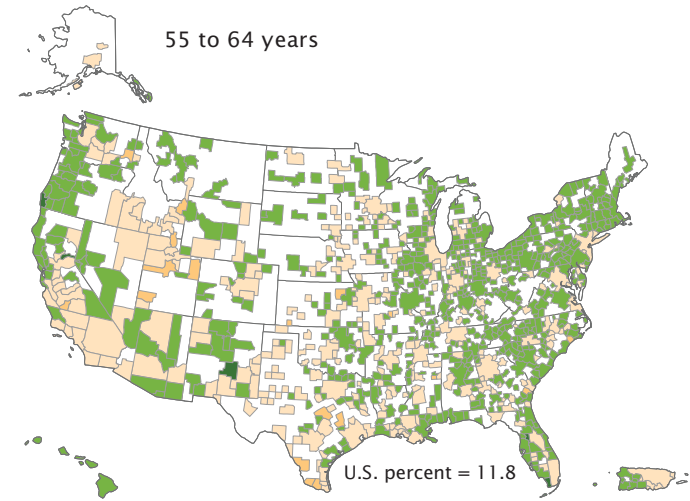 55 to 64 years
U.S. percent = 11.8